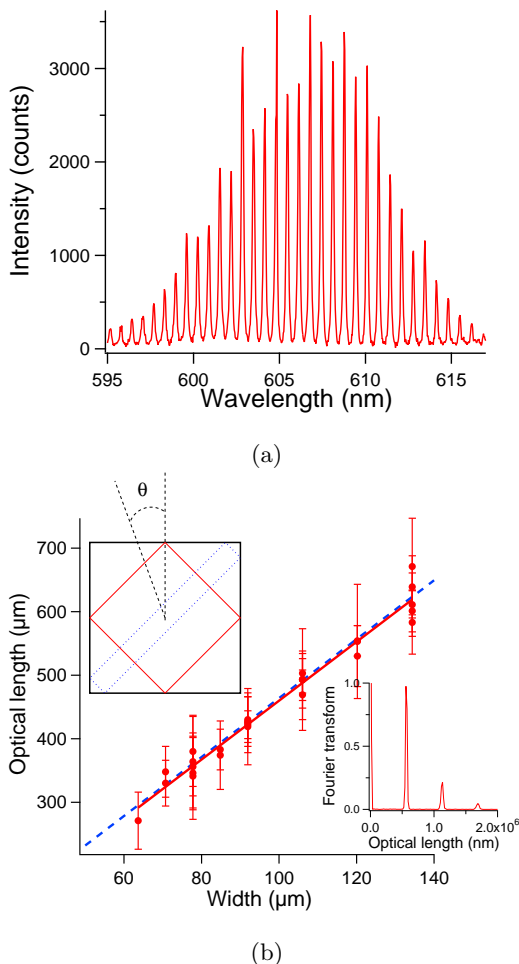 3000
2000
1000
0
Intensity (counts)
595
600
605
610
615
Wavelength (nm)
(a)
θ
700
600
500
400
300
Optical length (µm)
60
80
100
120
140
Width (µm)
1.0
0.5
0.0
Fourier transform
0.0
1.0
2.0x10⁶
Optical length (nm)
(b)